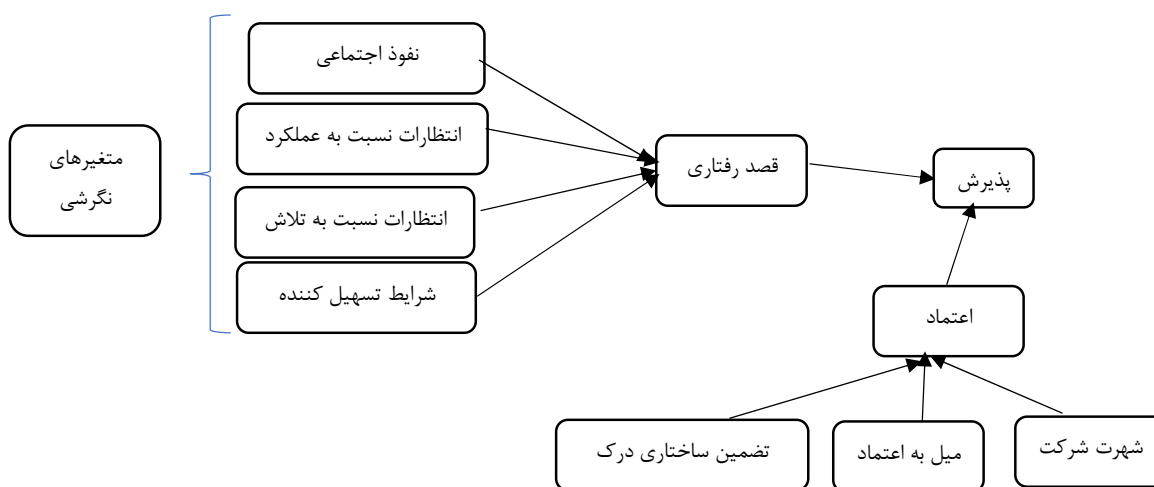 نفوذ اجتماعی
انتظارات نسبت به عملکرد
متغیرهای
نگرشی
قصد رفتاری
پذیرش
انتظارات نسبت به تلاش
شرایط تسهیل کننده
اعتماد
شهرت شرکت
میل به اعتماد
تضمین ساختاری درک